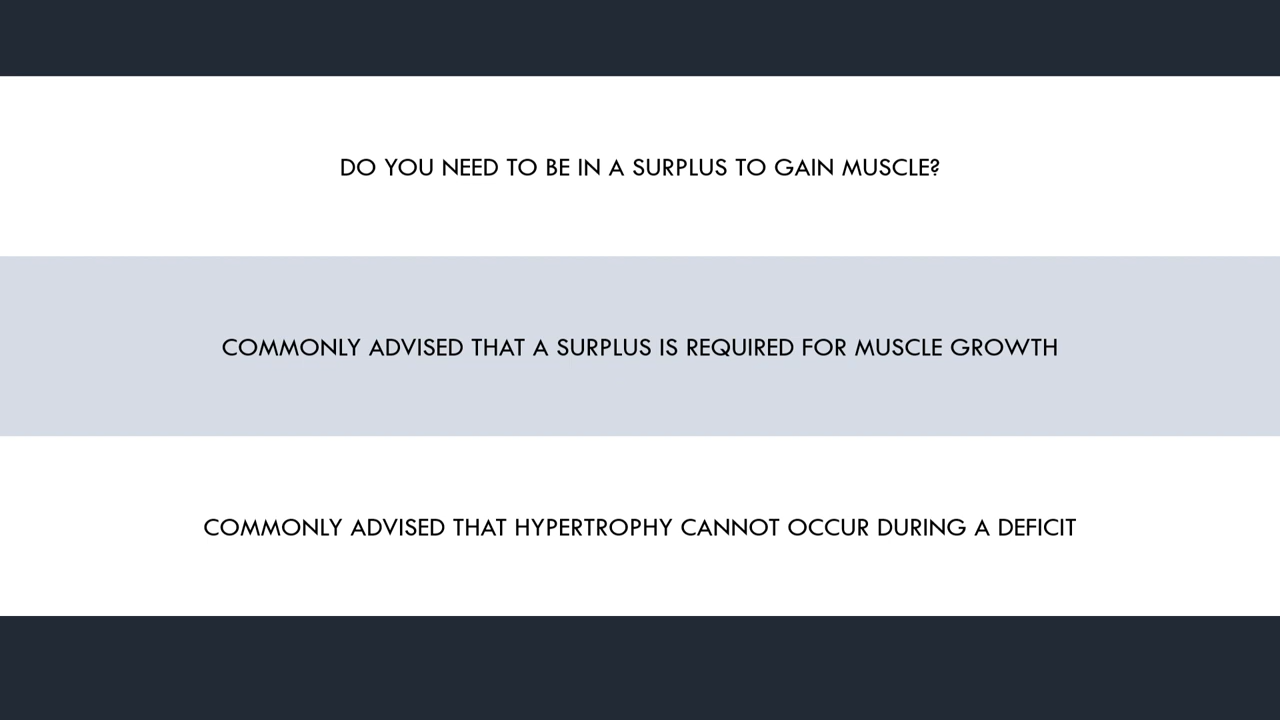 DO YOU NEED TO BE IN A SURPLUS TO GAIN MUSCLE?
COMMONLY ADVISED THAT A SURPLUS IS REQUIRED FOR MUSCLE GROWTH
COMMONLY ADVISED THAT HYPERTROPHY CANNOT OCCUR DURING A DEFICIT